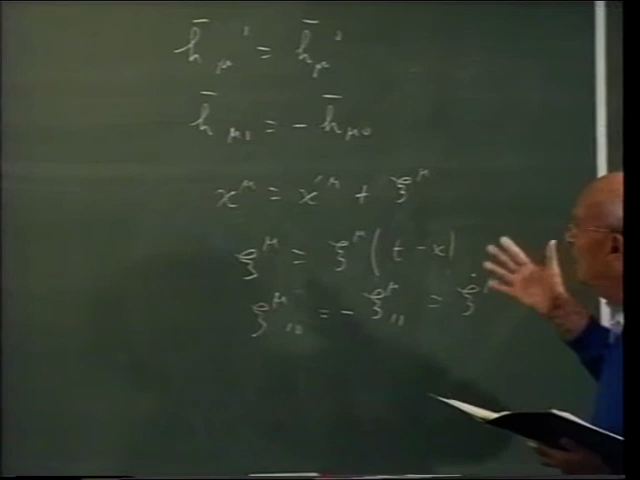 h̄_μ^1 = h̄_μ^0
h̄_μ1 = - h̄_μ0
x^μ = x'^μ + ξ^μ
ξ^μ = ξ^μ (t - x)
ξ^μ_,0 = - ξ^μ_,1 = ξ̇^μ